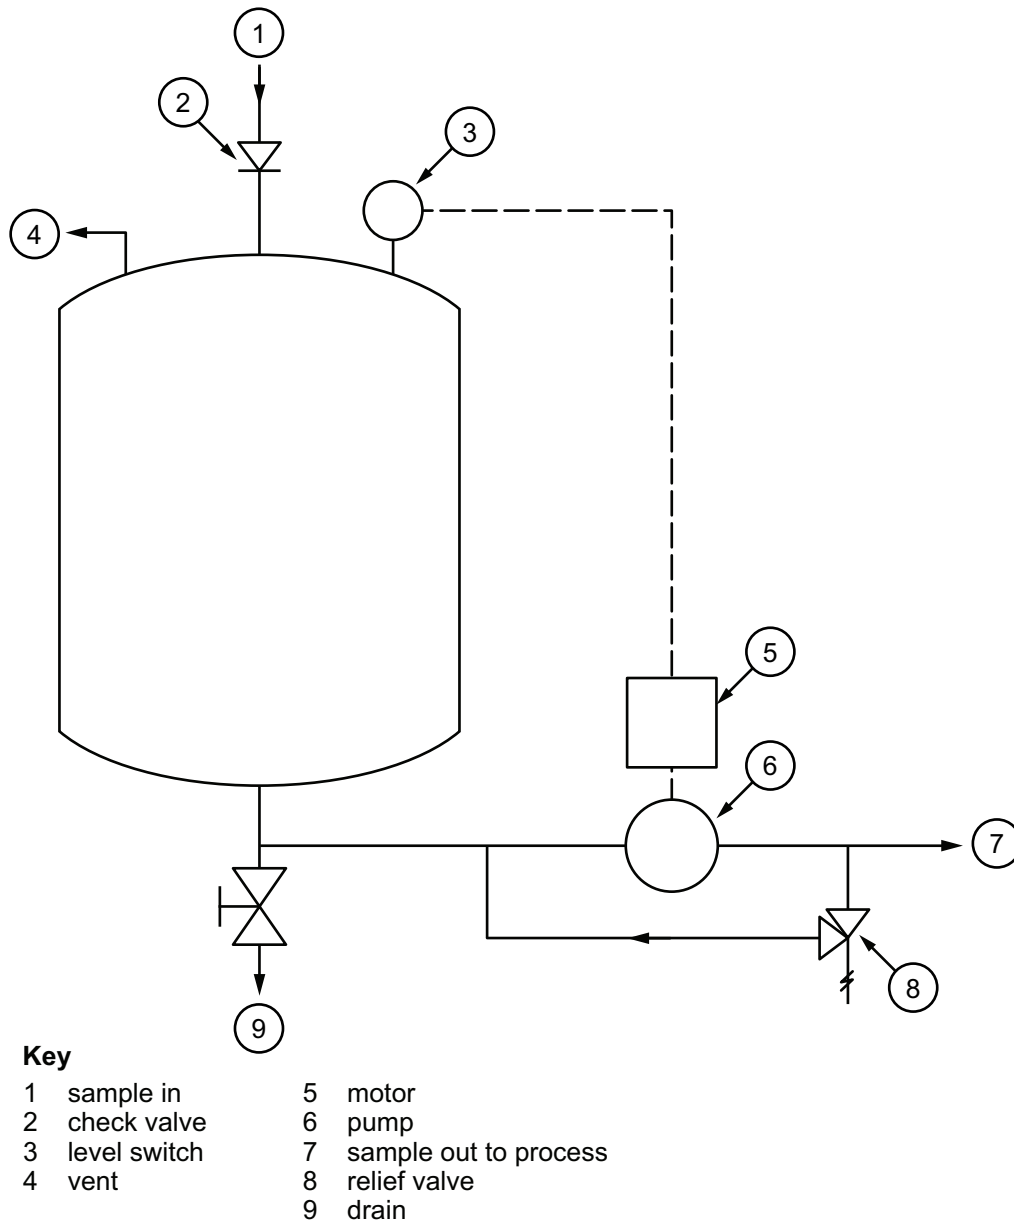 1
2
3
4
5
6
7
8
9
Key
1 sample in
2 check valve
3 level switch
4 vent
5 motor
6 pump
7 sample out to process
8 relief valve
9 drain